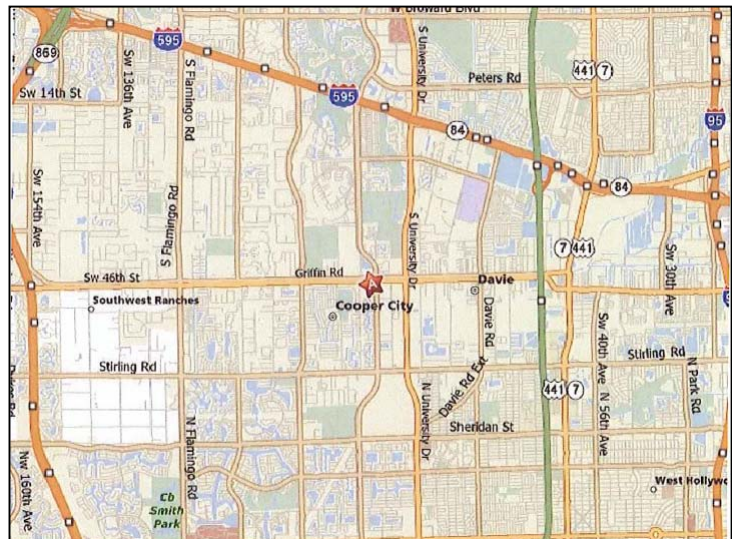 W Broward Blvd
869
595
S University Dr
Sw 136th Ave
S Flamingo Rd
Peters Rd
441 7
Sw 14th St
595
95
84
84
Sw 154th Ave
S Flamingo Rd
S University Dr
7 441
Sw 30th Ave
Sw 46th St
Griffin Rd
A
Davie
Southwest Ranches
Cooper City
Davie Rd
Sw 40th Ave
Stirling Rd
Stirling Rd
Davie Rd Ext
441 7
N Park Rd
N Flamingo Rd
N University Dr
Sheridan St
N 56th Ave
Nw 160th Ave
Cb
Smith
Park
West Hollywo